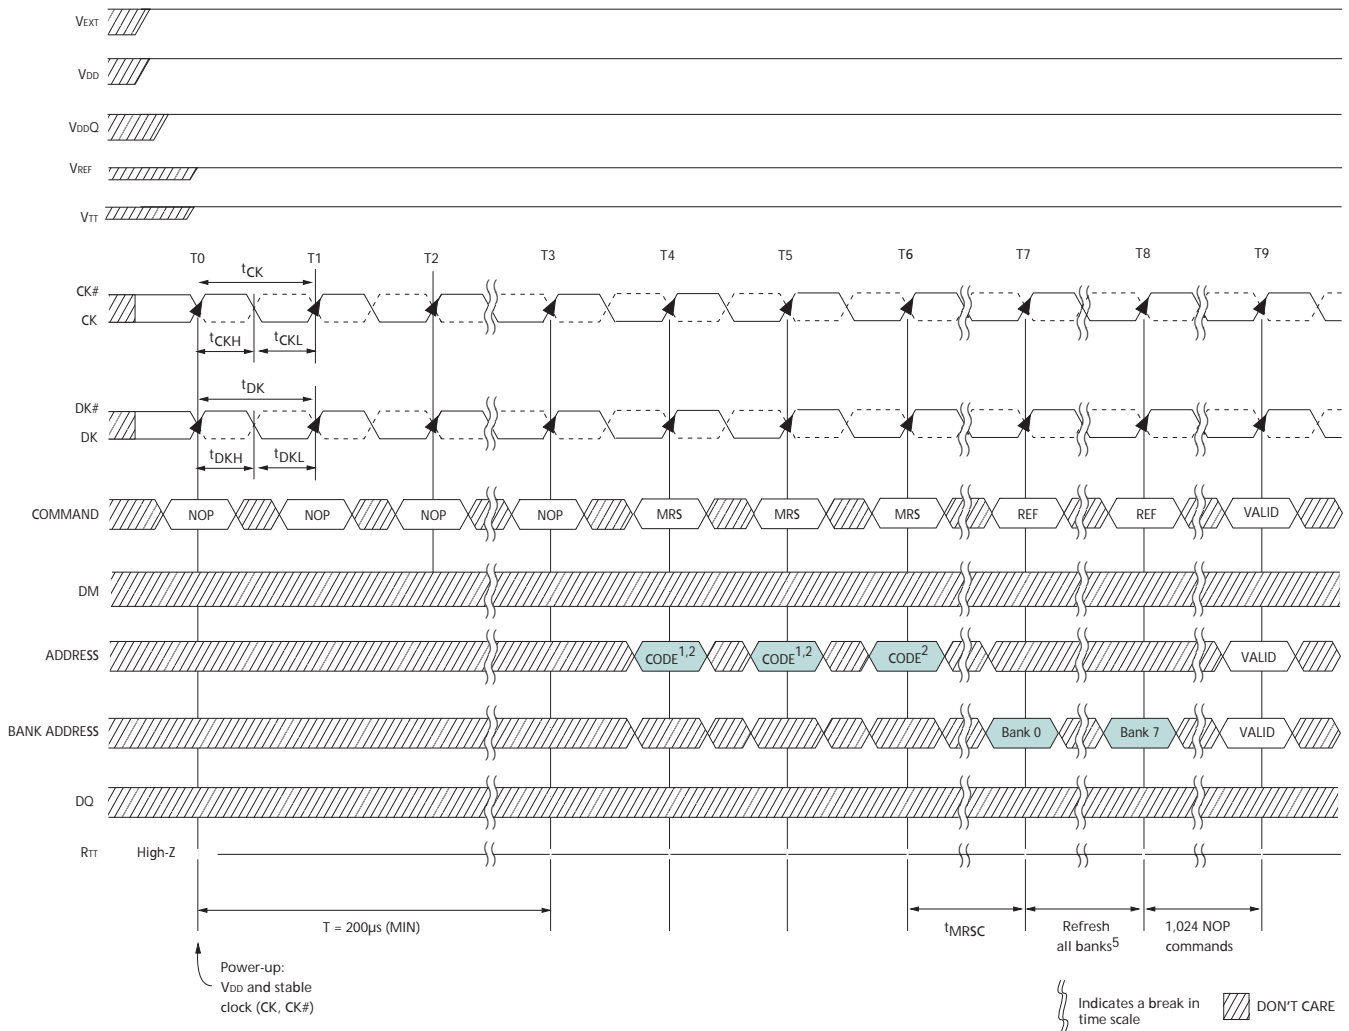 VEXT
VDD
VDDQ
VREF
VTT
T0 T1 T2 T3 T4 T5 T6 T7 T8 T9
tCK
CK#
CK
tCKH tCKL
tDK
DK#
DK
tDKH tDKL
COMMAND NOP NOP NOP NOP MRS MRS MRS REF REF VALID
DM
ADDRESS CODE1,2 CODE1,2 CODE2 VALID
BANK ADDRESS Bank 0 Bank 7 VALID
DQ
RTT High-Z
T = 200µs (MIN)
tMRSC
Refresh
all banks5
1,024 NOP
commands
Power-up:
VDD and stable
clock (CK, CK#)
Indicates a break in
time scale
DON'T CARE